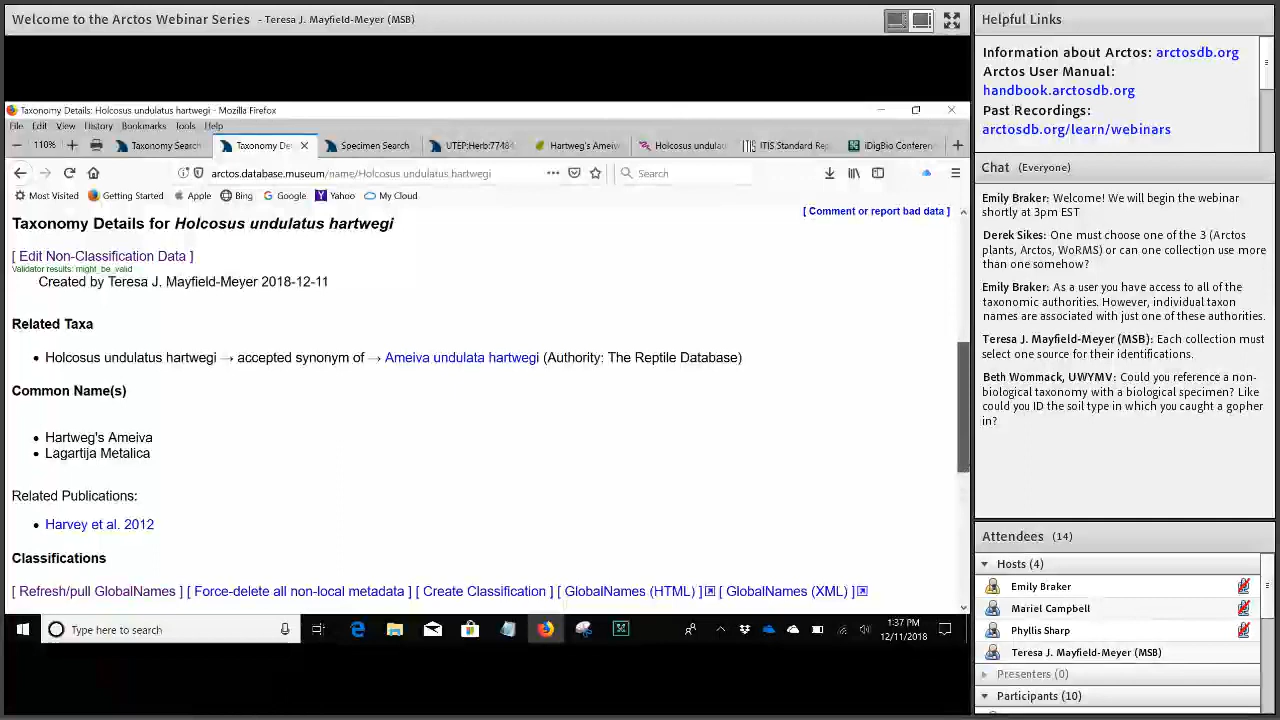 Welcome to the Arctos Webinar Series - Teresa J. Mayfield-Meyer (MSB)
Taxonomy Details: Holcosus undulatus hartwegi - Mozilla Firefox
File Edit View History Bookmarks Tools Help
110% Taxonomy Search Taxonomy De Specimen Search UTEP:Herb:7748 Hartweg's Ameiv Holcosus undulat ITIS Standard Rep iDigBio Conferenc
arctos.database.museum/name/Holcosus undulatus hartwegi Search
Most Visited Getting Started Apple Bing Google Yahoo My Cloud
[ Comment or report bad data ]
Taxonomy Details for Holcosus undulatus hartwegi
[ Edit Non-Classification Data ]
Validator results: might_be_valid
Created by Teresa J. Mayfield-Meyer 2018-12-11
Related Taxa
• Holcosus undulatus hartwegi → accepted synonym of → Ameiva undulata hartwegi (Authority: The Reptile Database)
Common Name(s)
• Hartweg's Ameiva
• Lagartija Metalica
Related Publications:
• Harvey et al. 2012
Classifications
[ Refresh/pull GlobalNames ] [ Force-delete all non-local metadata ] [ Create Classification ] [ GlobalNames (HTML) ] [ GlobalNames (XML) ]
Type here to search
1:37 PM
12/11/2018
Helpful Links
Information about Arctos: arctosdb.org
Arctos User Manual:
handbook.arctosdb.org
Past Recordings:
arctosdb.org/learn/webinars
Chat (Everyone)
Emily Braker: Welcome! We will begin the webinar
shortly at 3pm EST
Derek Sikes: One must choose one of the 3 (Arctos
plants, Arctos, WoRMS) or can one collection use more
than one somehow?
Emily Braker: As a user you have access to all of the
taxonomic authorities. However, individual taxon
names are associated with just one of these authorities.
Teresa J. Mayfield-Meyer (MSB): Each collection must
select one source for their identifications.
Beth Wommack, UWYMV: Could you reference a non-
biological taxonomy with a biological specimen? Like
could you ID the soil type in which you caught a gopher
in?
Attendees (14)
Hosts (4)
Emily Braker
Mariel Campbell
Phyllis Sharp
Teresa J. Mayfield-Meyer (MSB)
Presenters (0)
Participants (10)